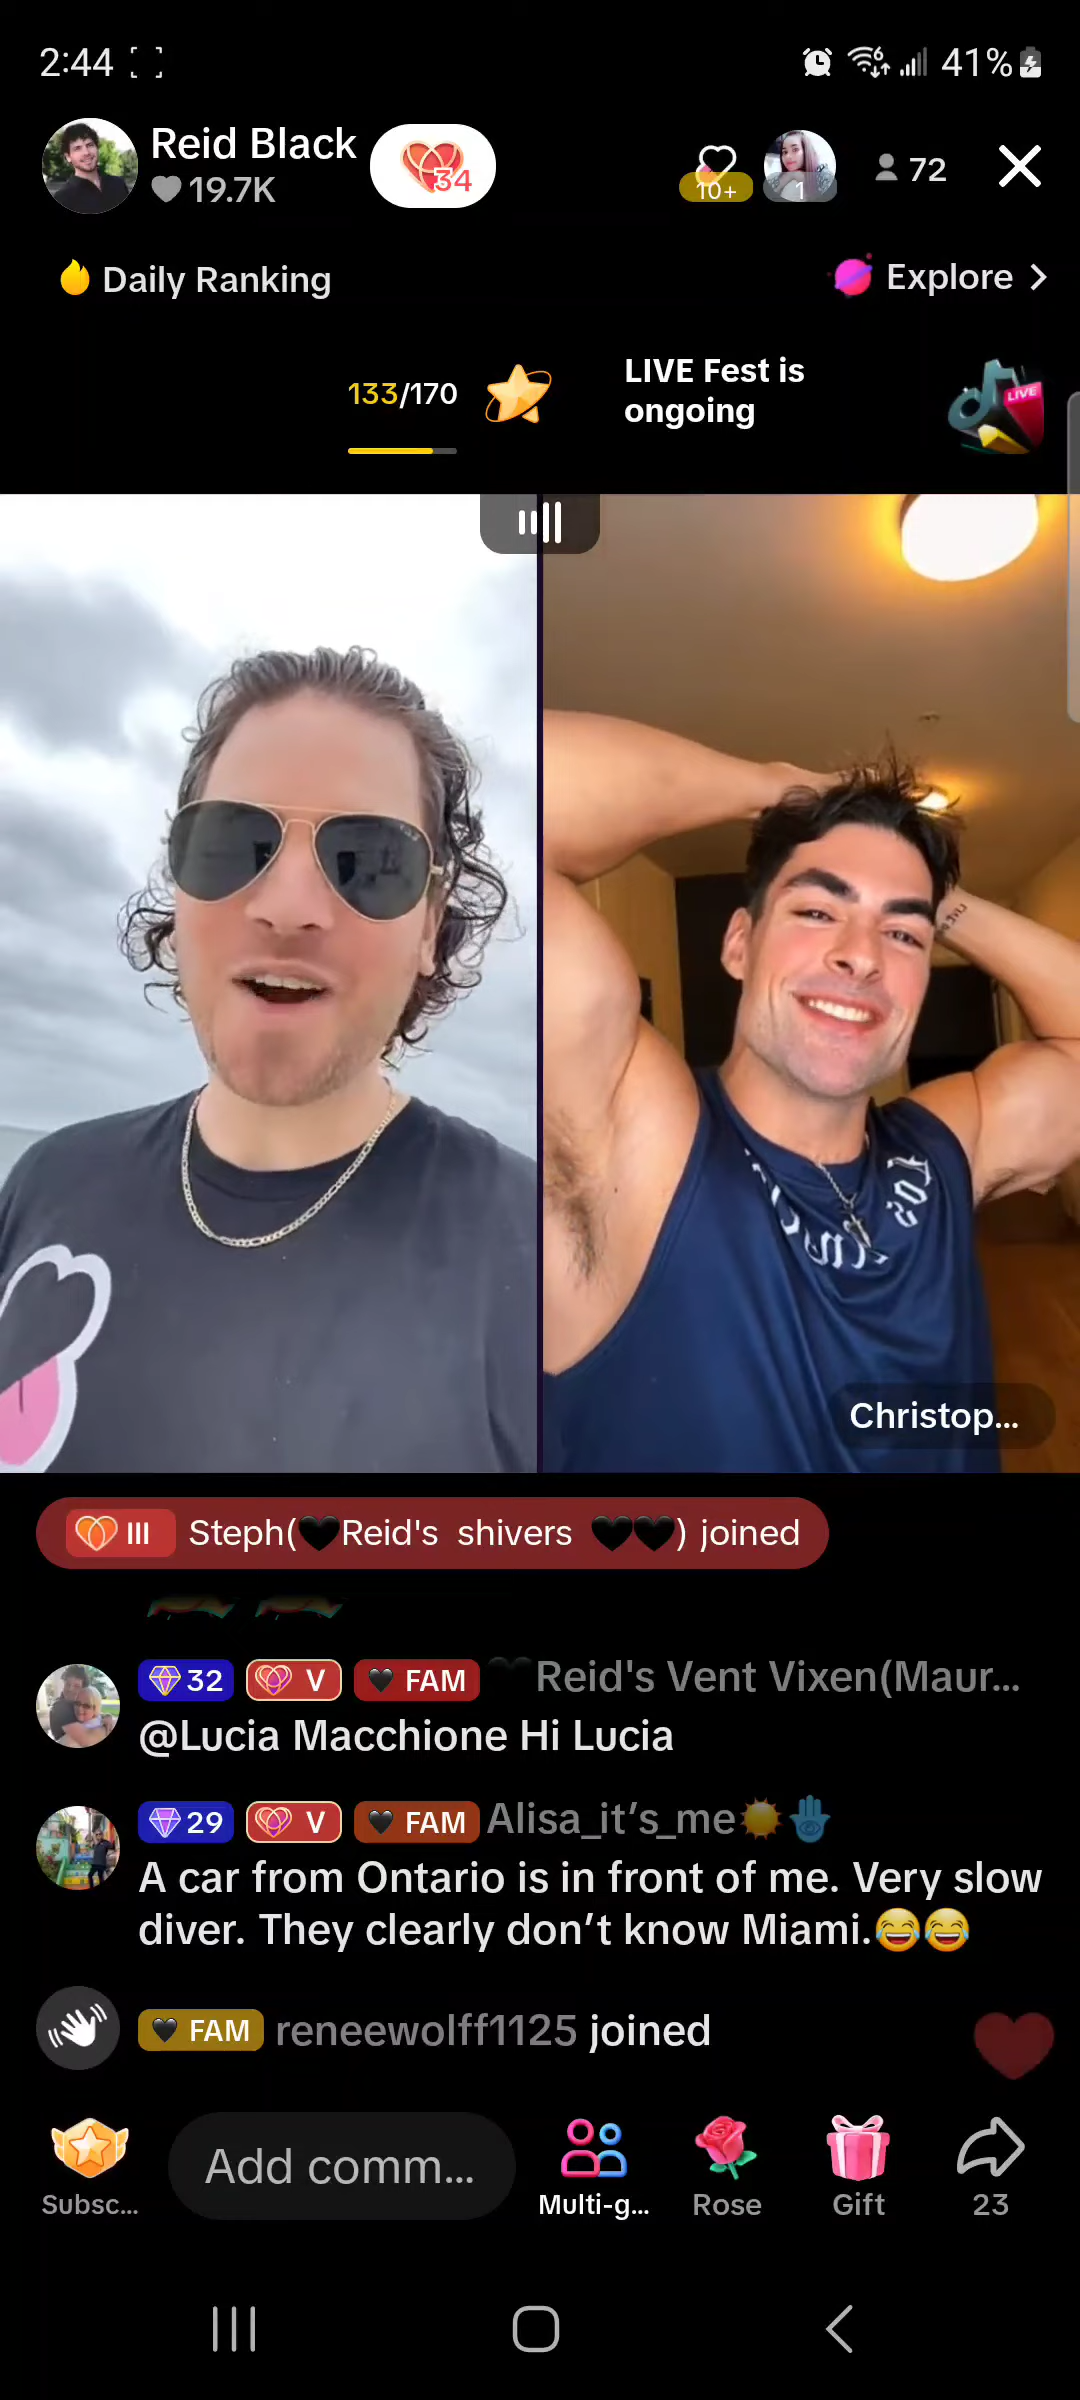 2:44
41%
Reid Black
19.7K
34
10+
1
72
Daily Ranking
Explore
133/170
LIVE Fest is
ongoing
LIVE
Los
Christop...
III Steph(🖤Reid's shivers 🖤🖤) joined
32 V 🖤 FAM 🖤Reid's Vent Vixen(Maur...
@Lucia Macchione Hi Lucia
29 V 🖤 FAM Alisa_it’s_me☀️🪬
A car from Ontario is in front of me. Very slow
diver. They clearly don’t know Miami.😂😂
🖤 FAM reneewolff1125 joined
Add comm...
Subsc...
Multi-g...
Rose
Gift
23